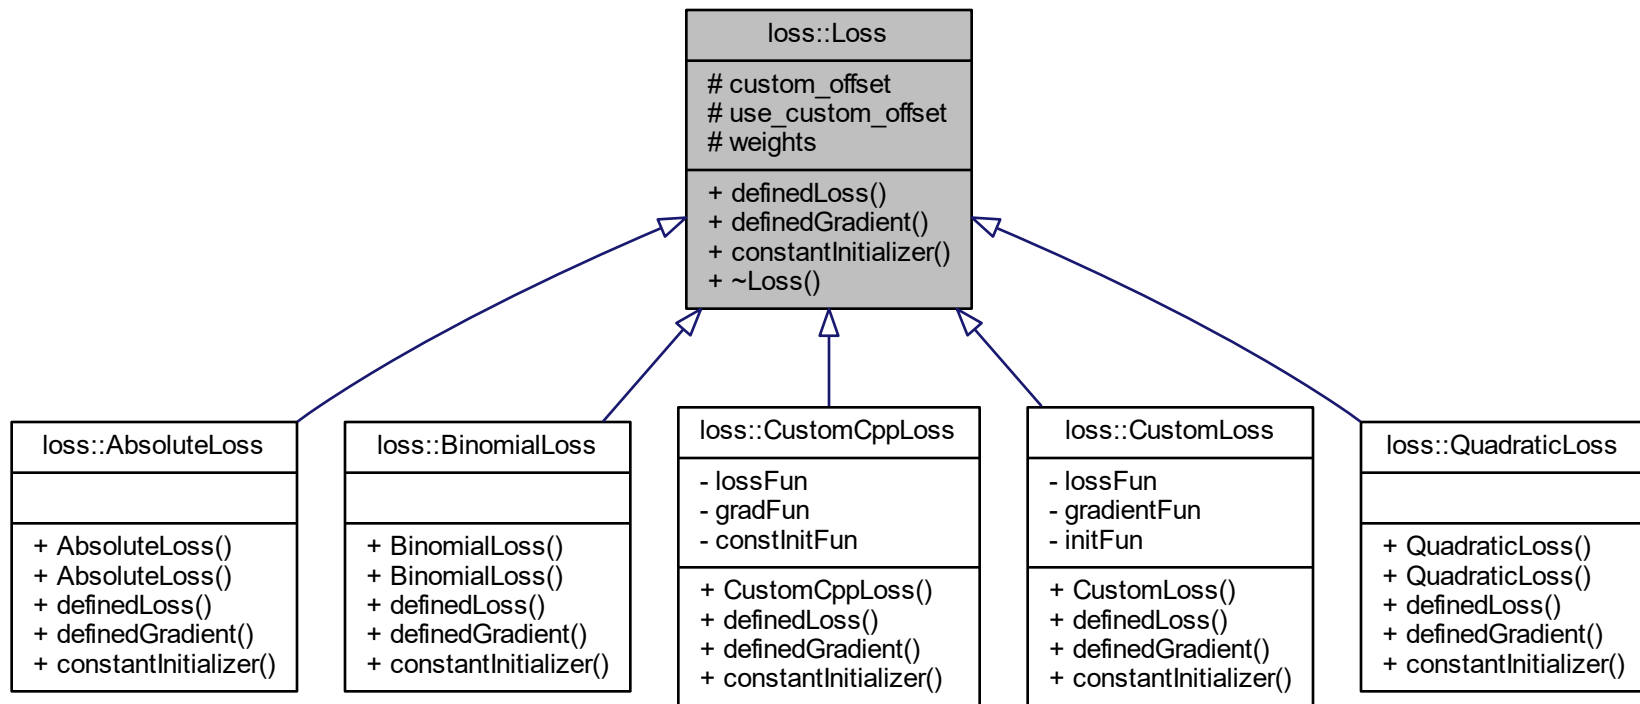 loss::Loss
# custom_offset
# use_custom_offset
# weights
+ definedLoss()
+ definedGradient()
+ constantInitializer()
+ ~Loss()
loss::AbsoluteLoss
+ AbsoluteLoss()
+ AbsoluteLoss()
+ definedLoss()
+ definedGradient()
+ constantInitializer()
loss::BinomialLoss
+ BinomialLoss()
+ BinomialLoss()
+ definedLoss()
+ definedGradient()
+ constantInitializer()
loss::CustomCppLoss
- lossFun
- gradFun
- constInitFun
+ CustomCppLoss()
+ definedLoss()
+ definedGradient()
+ constantInitializer()
loss::CustomLoss
- lossFun
- gradientFun
- initFun
+ CustomLoss()
+ definedLoss()
+ definedGradient()
+ constantInitializer()
loss::QuadraticLoss
+ QuadraticLoss()
+ QuadraticLoss()
+ definedLoss()
+ definedGradient()
+ constantInitializer()